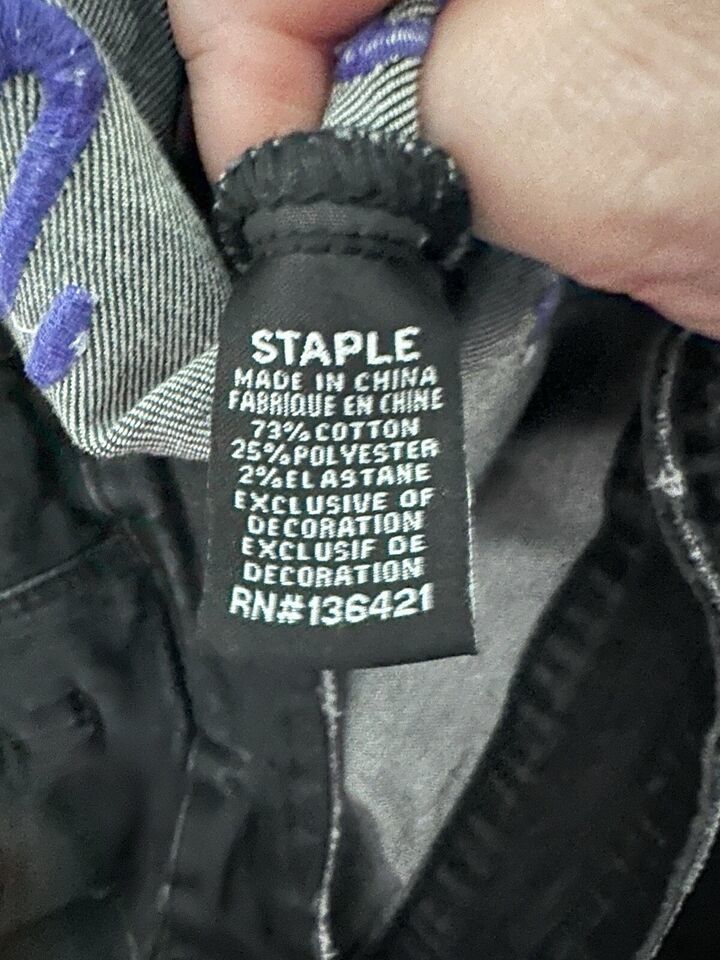 STAPLE
MADE IN CHINA
FABRIQUE EN CHINE
73% COTTON
25% POLYESTER
2% ELASTANE
EXCLUSIVE OF
DECORATION
EXCLUSIF DE
DECORATION
RN#136421